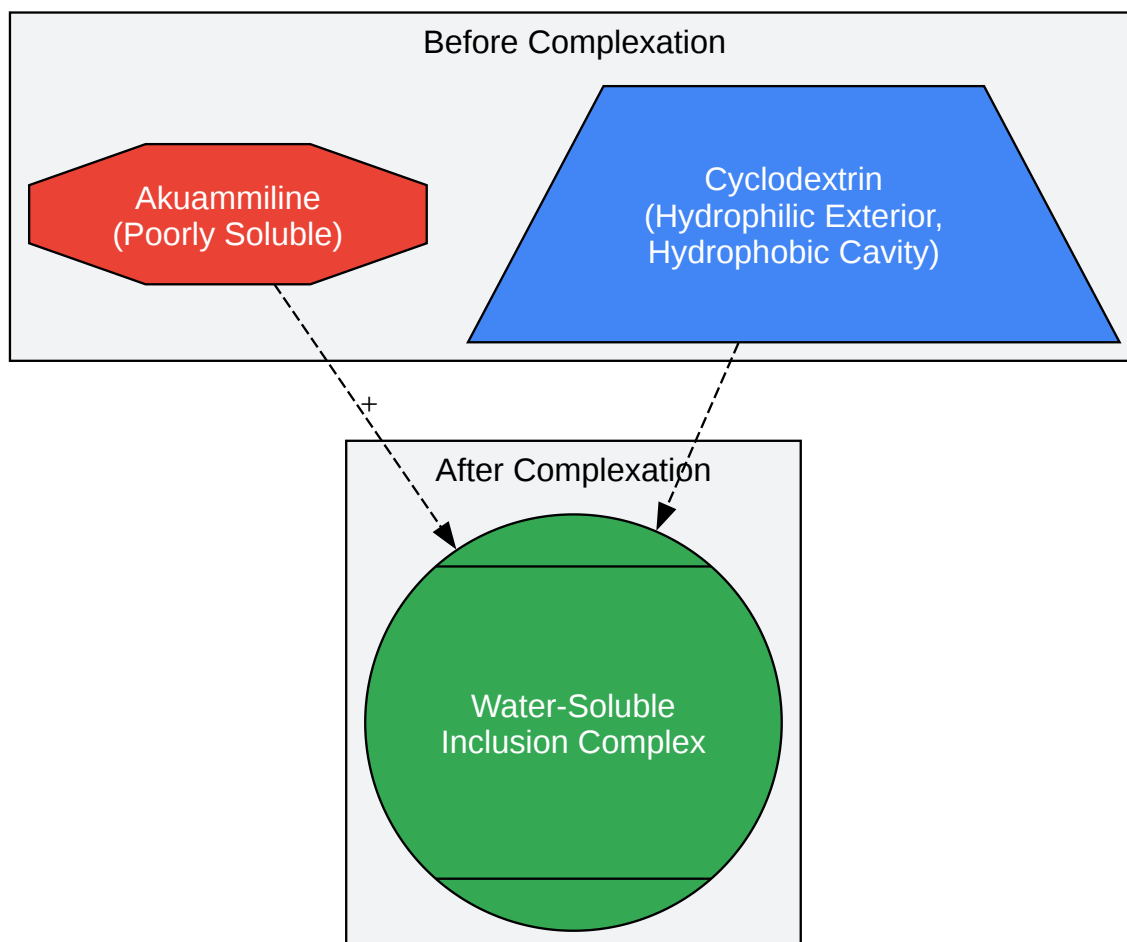 Before Complexation
Akuammiline
(Poorly Soluble)
Cyclodextrin
(Hydrophilic Exterior,
Hydrophobic Cavity)
+
After Complexation
Water-Soluble
Inclusion Complex